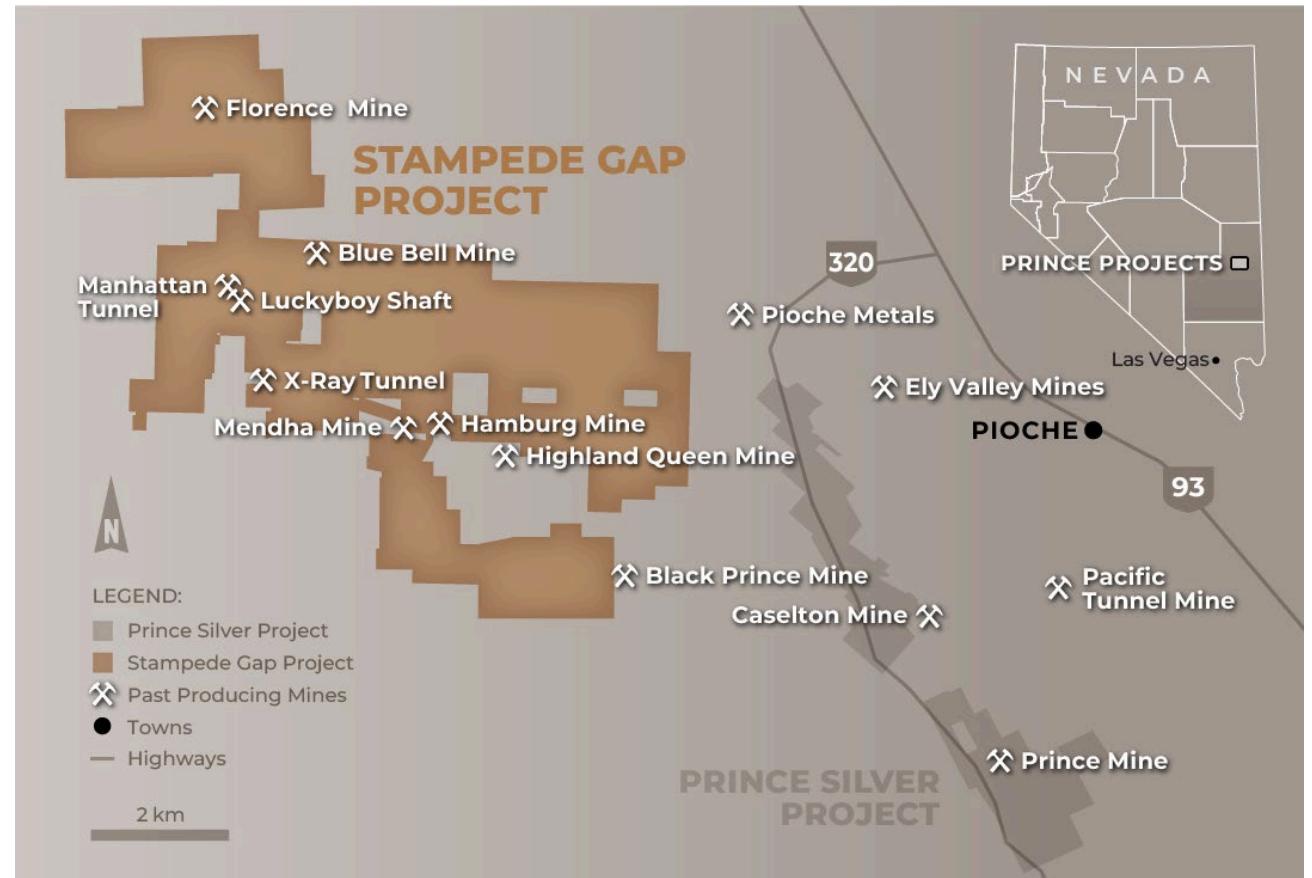 NEVADA
Florence Mine
STAMPEDE GAP
PROJECT
Blue Bell Mine
320
PRINCE PROJECTS
Manhattan
Tunnel
Luckyboy Shaft
Pioche Metals
Las Vegas
X-Ray Tunnel
Ely Valley Mines
Mendha Mine
Hamburg Mine
PIOCHE
Highland Queen Mine
93
N
Black Prince Mine
Pacific
Tunnel Mine
Caselton Mine
LEGEND:
Prince Silver Project
Stampede Gap Project
Past Producing Mines
Towns
Highways
2 km
Prince Mine
PRINCE SILVER
PROJECT